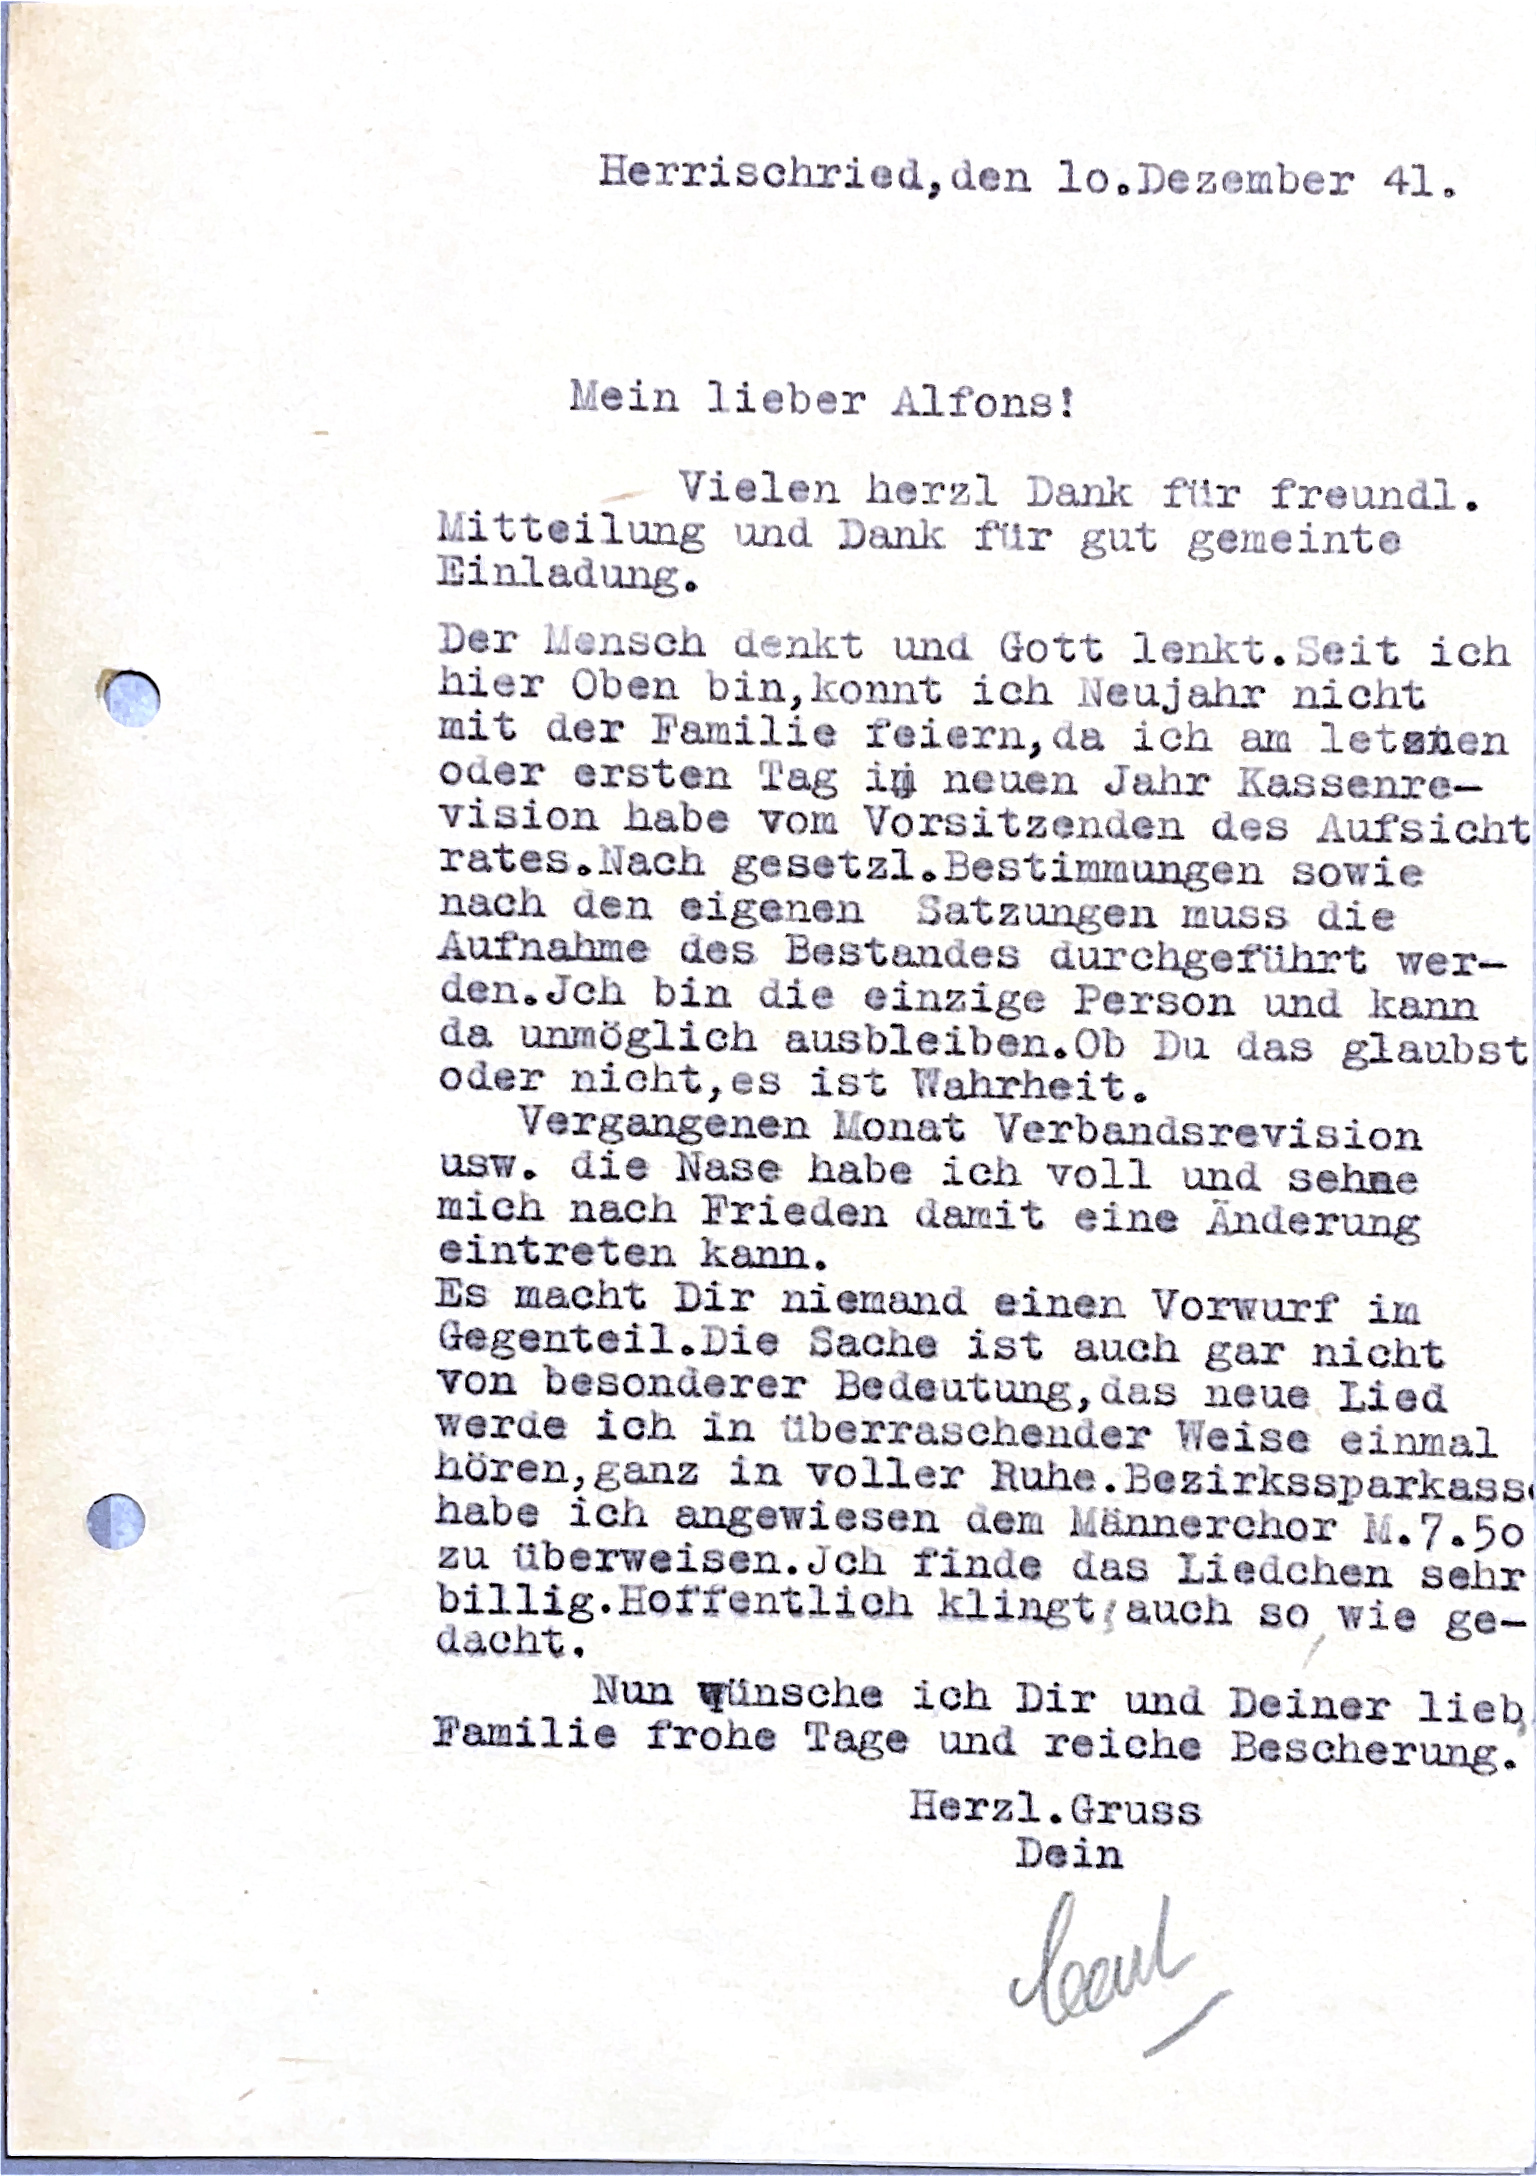 Herrischried,den lo.Dezember 41.
Mein lieber Alfons!
Vielen herzl Dank für freundl.
Mitteilung und Dank für gut gemeinte
Einladung.
Der Mensch denkt und Gott lenkt.Seit ich
hier Oben bin,konnt ich Neujahr nicht
mit der Familie feiern,da ich am letzten
oder ersten Tag im neuen Jahr Kassenre-
vision habe vom Vorsitzenden des Aufsicht
rates.Nach gesetzl.Bestimmungen sowie
nach den eigenen Satzungen muss die
Aufnahme des Bestandes durchgeführt wer-
den.Jch bin die einzige Person und kann
da unmöglich ausbleiben.Ob Du das glaubst
oder nicht,es ist Wahrheit.
Vergangenen Monat Verbandsrevision
usw. die Nase habe ich voll und sehne
mich nach Frieden damit eine Änderung
eintreten kann.
Es macht Dir niemand einen Vorwurf im
Gegenteil.Die Sache ist auch gar nicht
von besonderer Bedeutung,das neue Lied
werde ich in überraschender Weise einmal
hören,ganz in voller Ruhe.Bezirkssparkasse
habe ich angewiesen dem Männerchor M.7.50
zu überweisen.Jch finde das Liedchen sehr
billig.Hoffentlich klingt auch so, wie ge-
dacht.
Nun wünsche ich Dir und Deiner lieb.
Familie frohe Tage und reiche Bescherung.
Herzl.Gruss
Dein